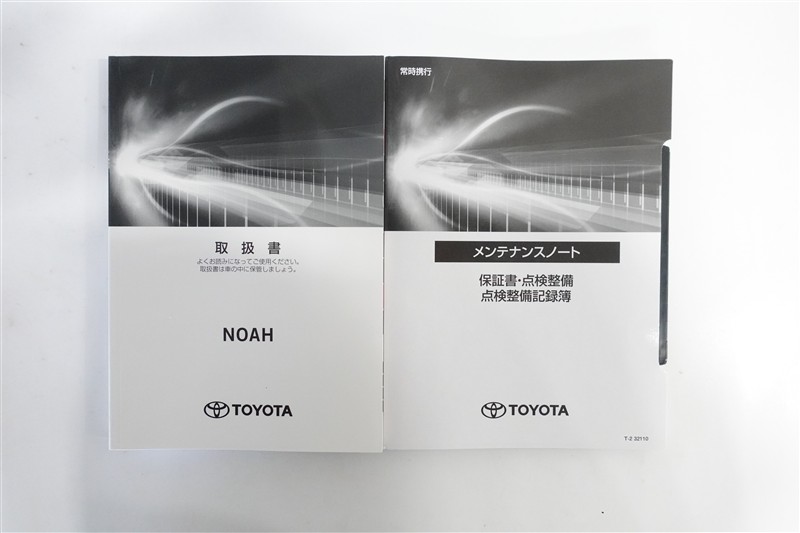 取扱書
よくお読みになってご使用ください。
取扱書は車の中に保管しましょう。
NOAH
TOYOTA
常時携行
メンテナンスノート
保証書・点検整備
点検整備記録簿
TOYOTA
T-2 32110